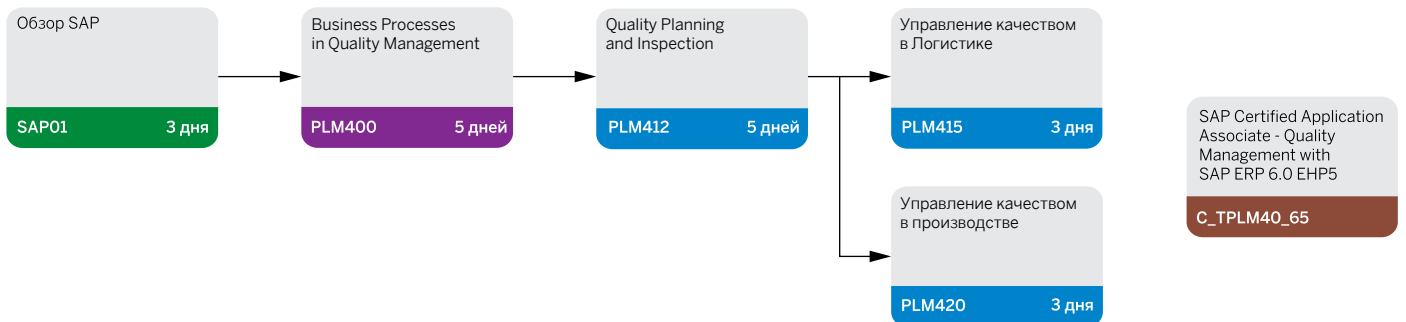 Обзор SAP
SAP01 3 дня
Business Processes
in Quality Management
PLM400 5 дней
Quality Planning
and Inspection
PLM412 5 дней
Управление качеством
в Логистике
PLM415 3 дня
Управление качеством
в производстве
PLM420 3 дня
SAP Certified Application
Associate - Quality
Management with
SAP ERP 6.0 EHP5
C_TPLM40_65